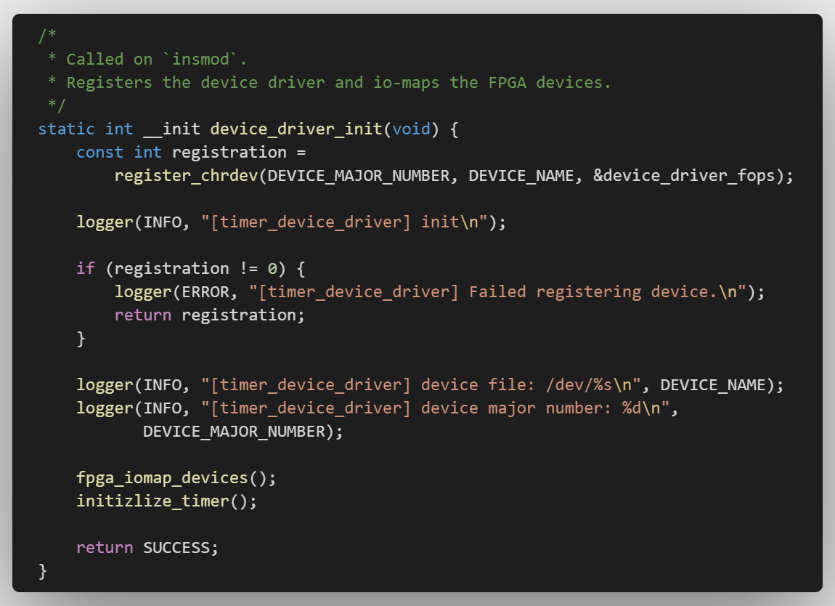 /*
 * Called on `insmod`.
 * Registers the device driver and io-maps the FPGA devices.
 */
static int __init device_driver_init(void) {
    const int registration =
        register_chrdev(DEVICE_MAJOR_NUMBER, DEVICE_NAME, &device_driver_fops);

    logger(INFO, "[timer_device_driver] init\n");

    if (registration != 0) {
        logger(ERROR, "[timer_device_driver] Failed registering device.\n");
        return registration;
    }

    logger(INFO, "[timer_device_driver] device file: /dev/%s\n", DEVICE_NAME);
    logger(INFO, "[timer_device_driver] device major number: %d\n",
           DEVICE_MAJOR_NUMBER);

    fpga_iomap_devices();
    initizlize_timer();

    return SUCCESS;
}